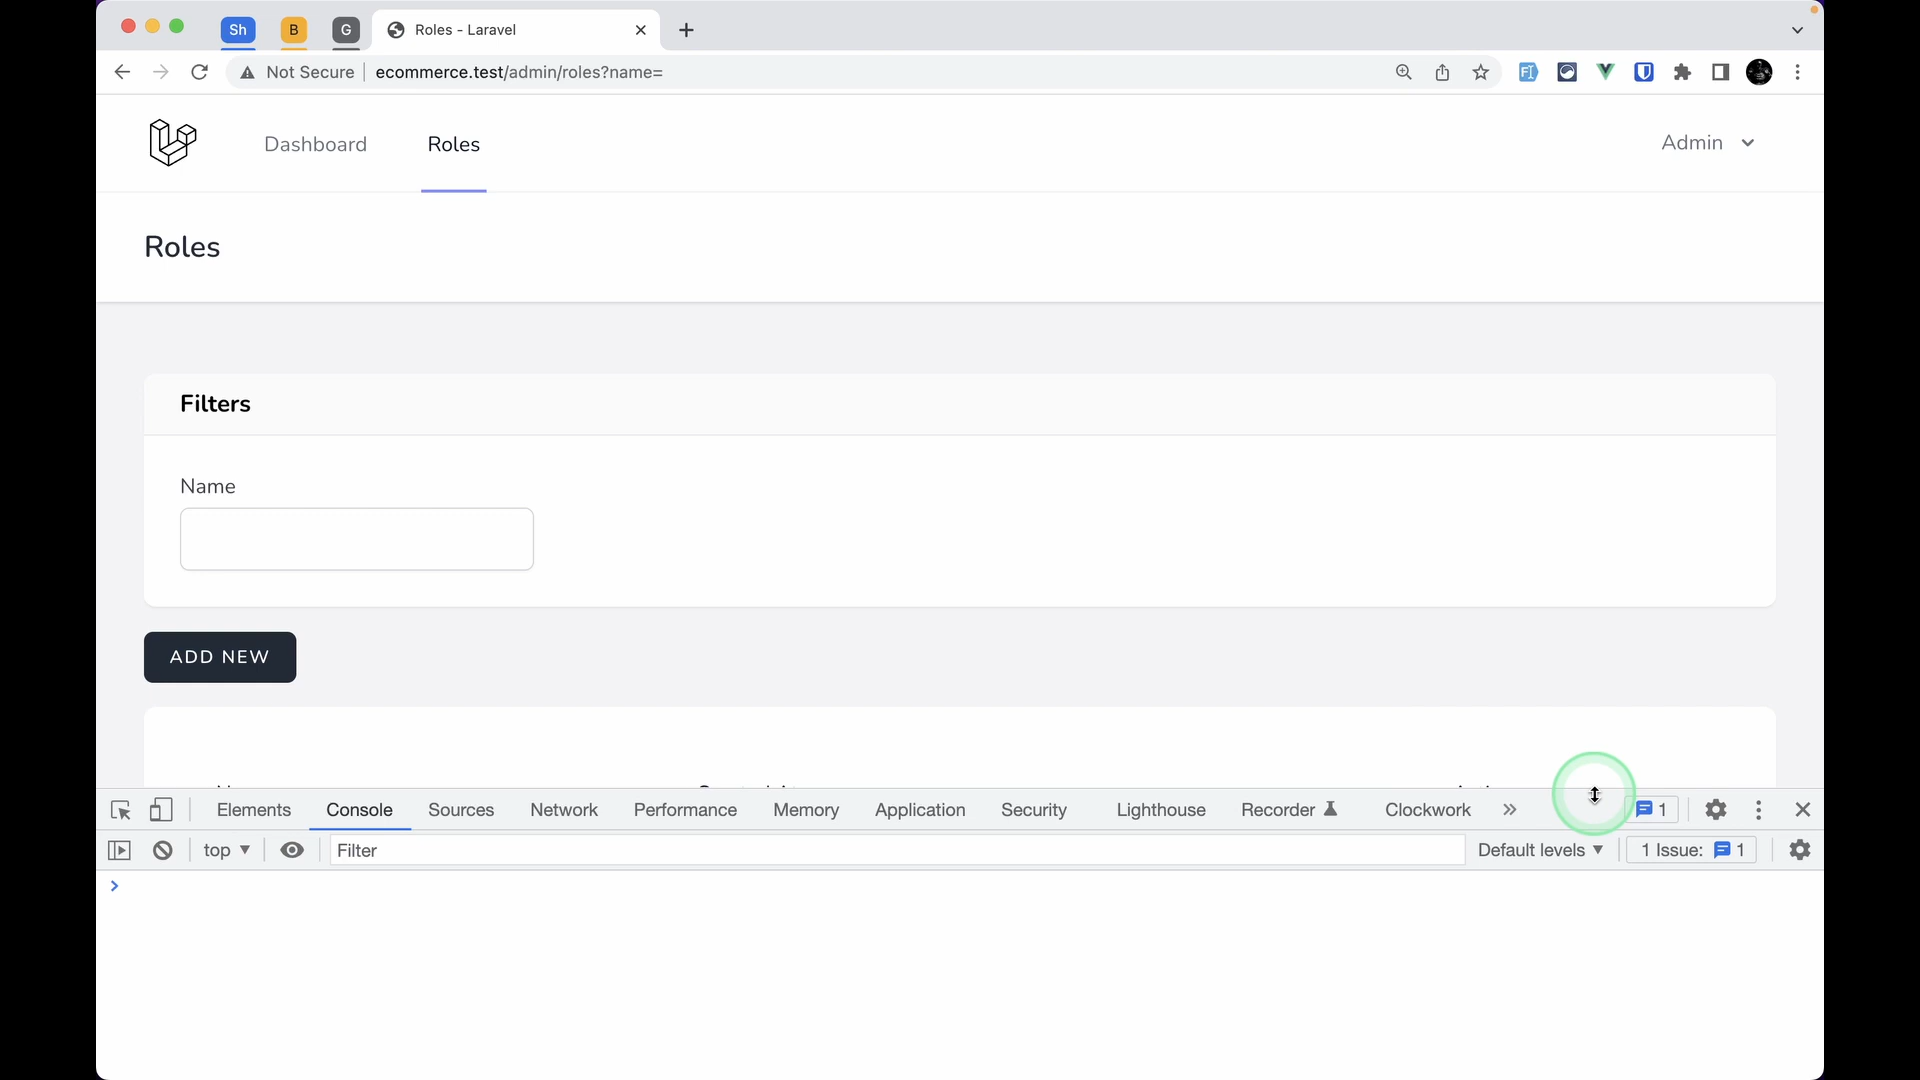 Sh B G Roles - Laravel
Not Secure ecommerce.test/admin/roles?name=
Dashboard Roles Admin
Roles
Filters
Name
ADD NEW
Elements Console Sources Network Performance Memory Application Security Lighthouse Recorder Clockwork » 1
top ▼ Filter Default levels ▼ 1 Issue: 1